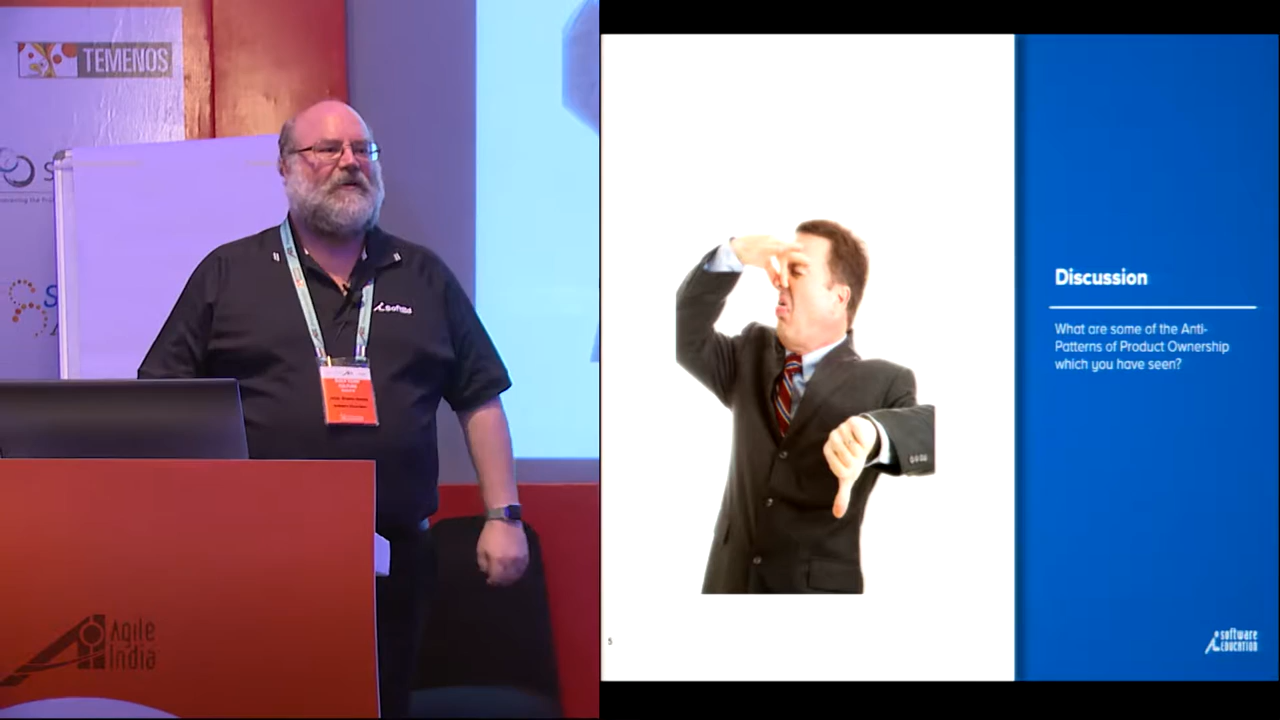 TEMENOS
SoftEd
Agile
India
Discussion
What are some of the Anti-
Patterns of Product Ownership
which you have seen?
5
software
EDUCATION